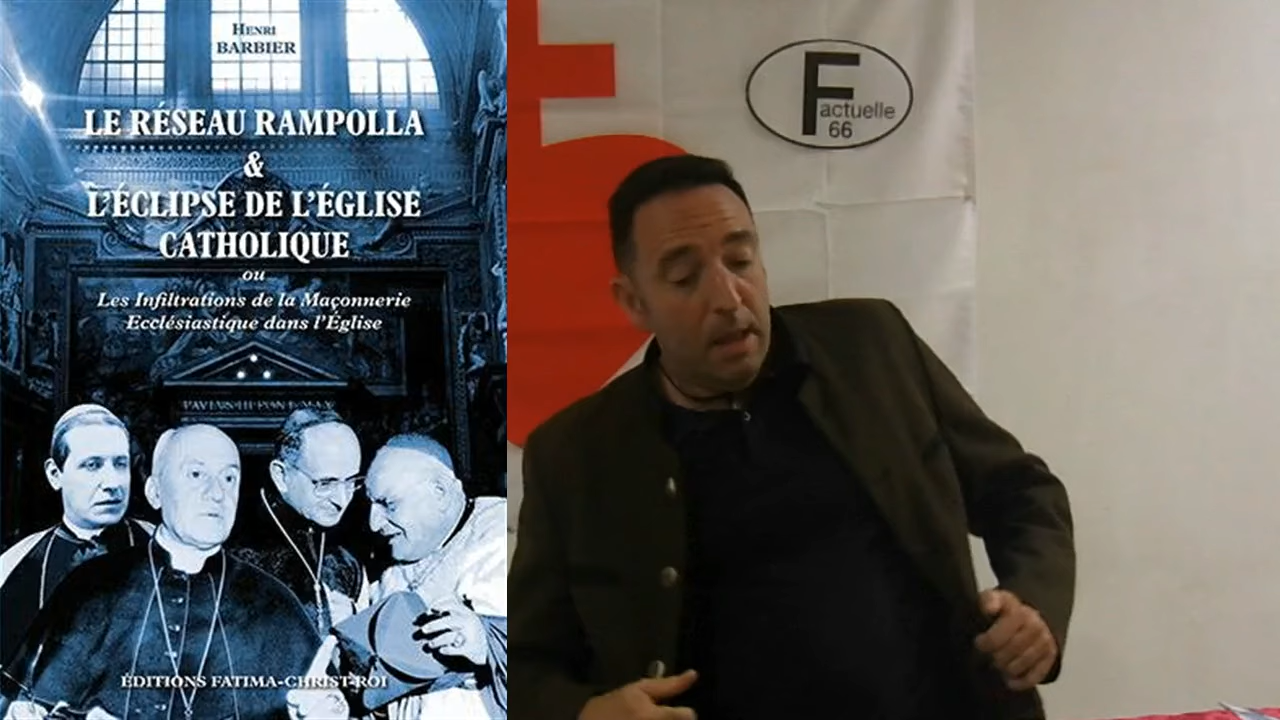 HENRI
BARBIER
LE RÉSEAU RAMPOLLA
&
L'ÉCLIPSE DE L'ÉGLISE
CATHOLIQUE
ou
Les Infiltrations de la Maçonnerie
Ecclésiastique dans l'Église
ÉDITIONS FATIMA-CHRIST-ROI
F
actuelle
66